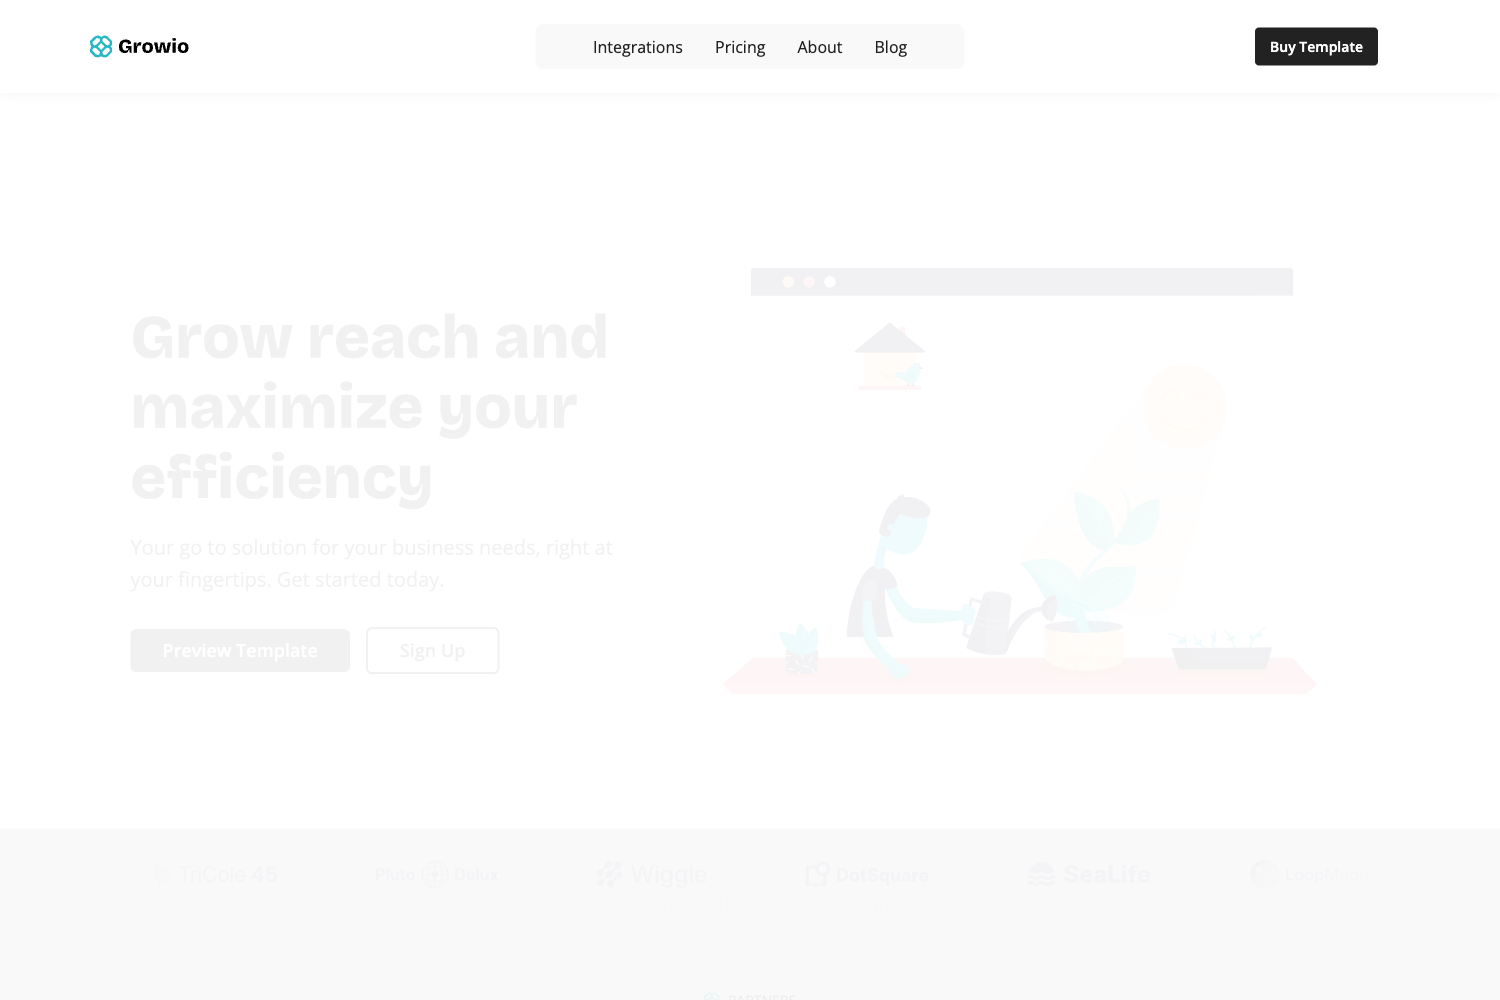 Growio
Integrations
Pricing
About
Blog
Buy Template
Grow reach and
maximize your
efficiency
Your go to solution for your business needs, right at
your fingertips. Get started today.
Preview Template
Sign Up
TriCole 45
Pluto Delux
Wiggle
DotSquare
SeaLife
PARTNERS